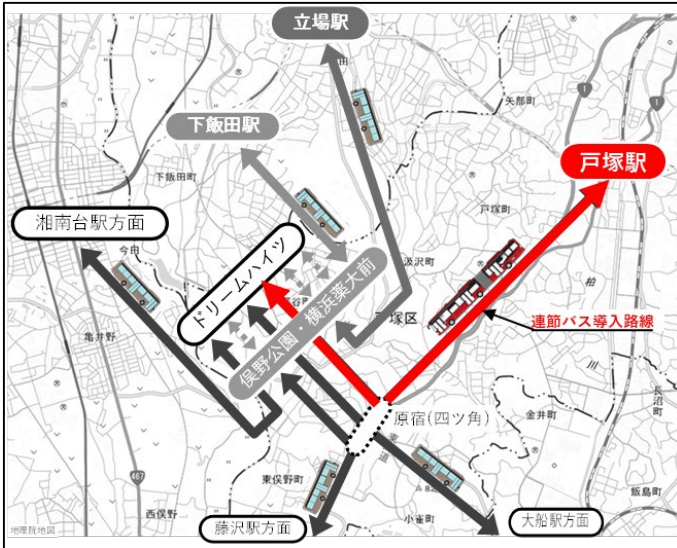 立場駅
矢部町
下飯田駅
戸塚駅
下飯田町
戸塚町
湘南台駅方面
今田
ドリームハイツ
汲沢町
俣野公園・横浜薬大前
戸塚区
柏
連節バス導入路線
亀井野
川
長沼町
原宿(四ツ角)
金井町
467
東俣野町
飯島町
西俣野
地理院地図
藤沢駅方面
小雀町
大船駅方面
1
1